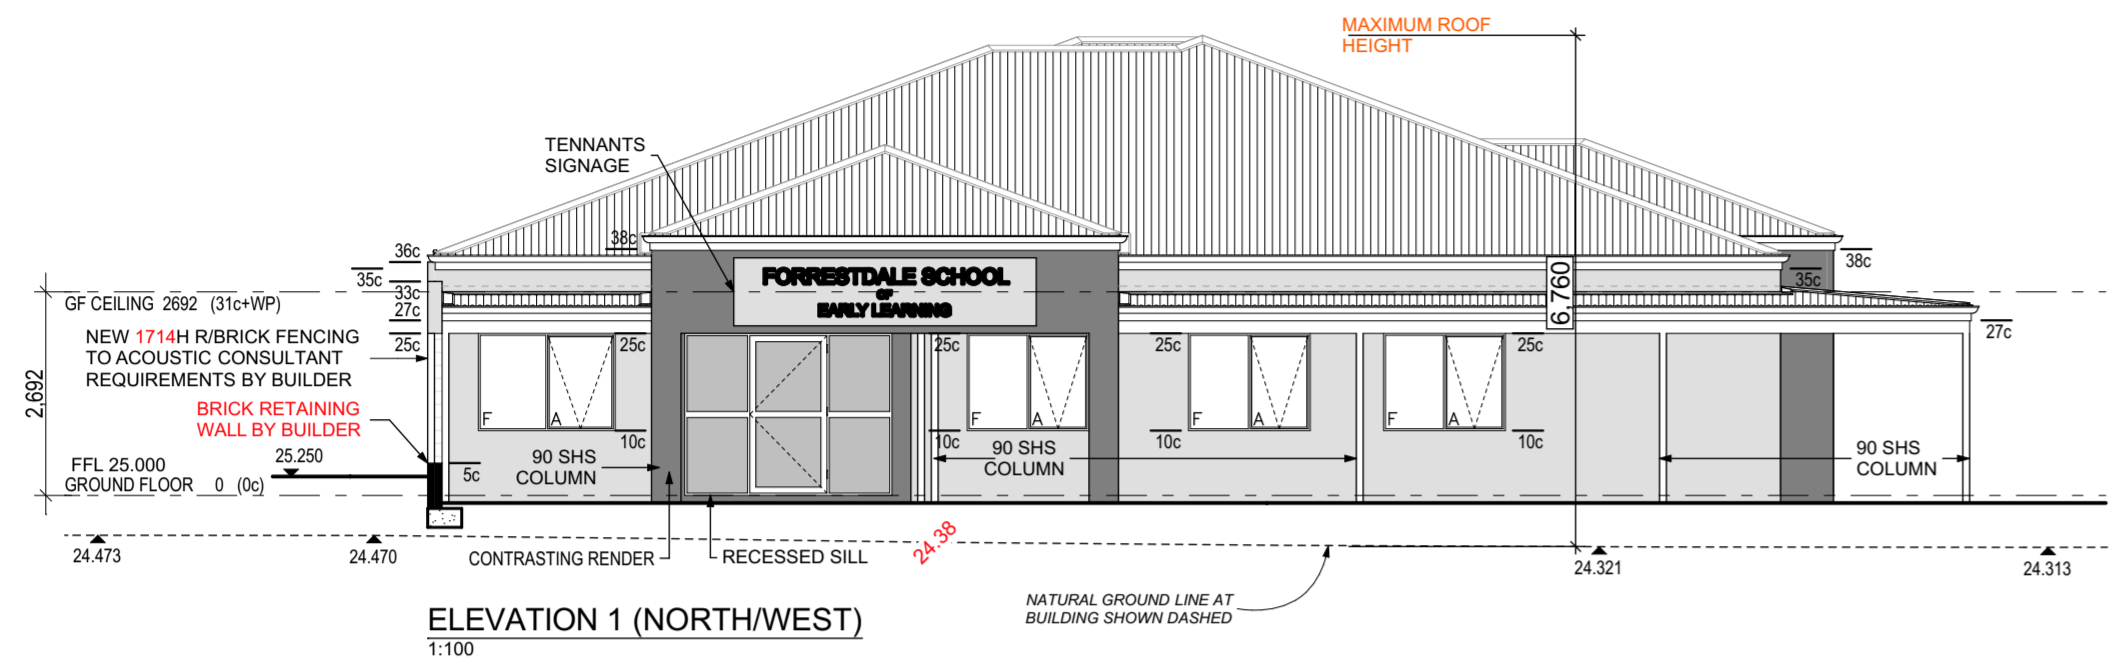 MAXIMUM ROOF
HEIGHT
TENNANTS
SIGNAGE
38c
36c
35c
33c
27c
25c
38c
35c
27c
GF CEILING 2692 (31c+WP)
FORRESTDALE SCHOOL
OF
EARLY LEARNING
6,760
NEW 1714H R/BRICK FENCING
TO ACOUSTIC CONSULTANT
REQUIREMENTS BY BUILDER
2,692
BRICK RETAINING
WALL BY BUILDER
25c
25c
25c
25c
F A
F A
F A
F A
10c
10c
10c
10c
FFL 25.000
GROUND FLOOR 0 (0c)
25.250
5c
90 SHS
COLUMN
90 SHS
COLUMN
90 SHS
COLUMN
24.473
24.470
CONTRASTING RENDER
RECESSED SILL
24.38
24.321
24.313
NATURAL GROUND LINE AT
BUILDING SHOWN DASHED
ELEVATION 1 (NORTH/WEST)
1:100